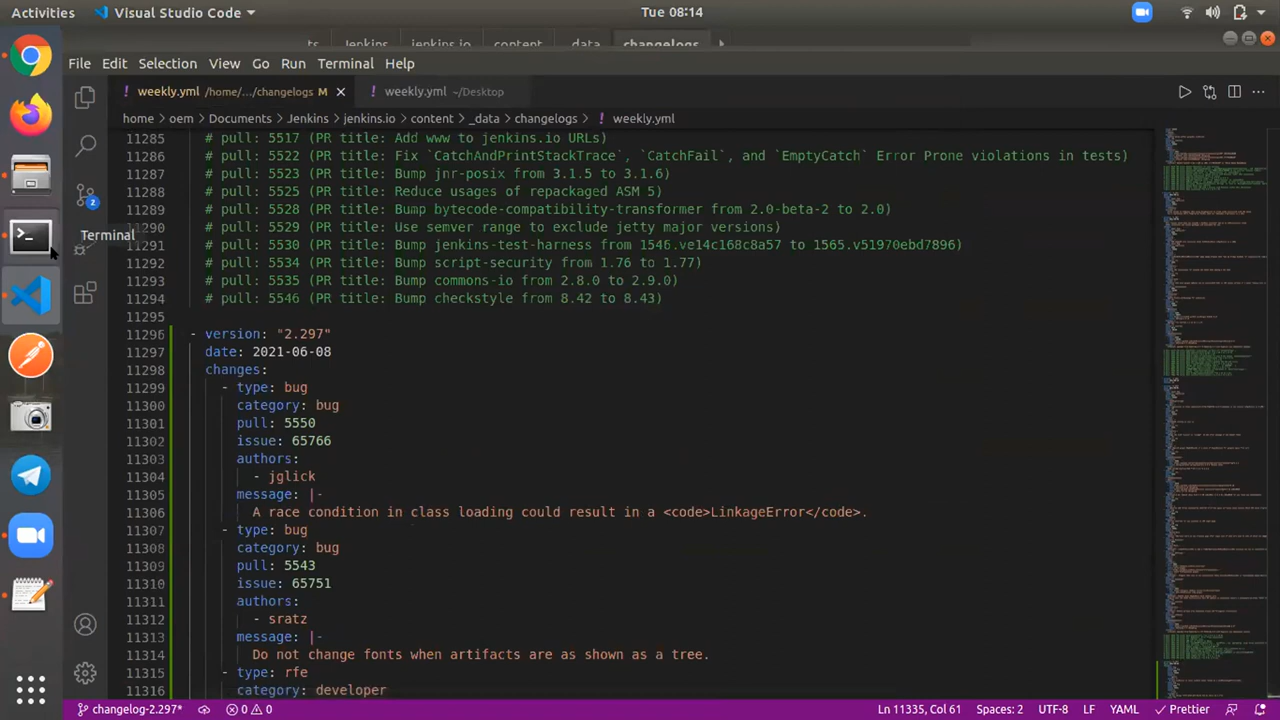 Activities
Visual Studio Code
Tue 08:14
ts Jenkins jenkins.io content _data changelogs
File Edit Selection View Go Run Terminal Help
weekly.yml /home/.../changelogs M
weekly.yml ~/Desktop
home > oem > Documents > Jenkins > jenkins.io > content > _data > changelogs > weekly.yml
11285 # pull: 5517 (PR title: Add www to jenkins.io URLs)
11286 # pull: 5522 (PR title: Fix `CatchAndPrintStackTrace`, `CatchFail`, and `EmptyCatch` Error Prone violations in tests)
11287 # pull: 5523 (PR title: Bump jnr-posix from 3.1.5 to 3.1.6)
11288 # pull: 5525 (PR title: Reduce usages of repackaged ASM 5)
11289 # pull: 5528 (PR title: Bump bytecode-compatibility-transformer from 2.0-beta-2 to 2.0)
11290 # pull: 5529 (PR title: Use semver range to exclude jetty major versions)
11291 # pull: 5530 (PR title: Bump jenkins-test-harness from 1546.ve14c168c8a57 to 1565.v51970ebd7896)
11292 # pull: 5534 (PR title: Bump script-security from 1.76 to 1.77)
11293 # pull: 5535 (PR title: Bump commons-io from 2.8.0 to 2.9.0)
11294 # pull: 5546 (PR title: Bump checkstyle from 8.42 to 8.43)
11295
11296 - version: "2.297"
11297 date: 2021-06-08
11298 changes:
11299 - type: bug
11300 category: bug
11301 pull: 5550
11302 issue: 65766
11303 authors:
11304 - jglick
11305 message: |-
11306 A race condition in class loading could result in a <code>LinkageError</code>.
11307 - type: bug
11308 category: bug
11309 pull: 5543
11310 issue: 65751
11311 authors:
11312 - sratz
11313 message: |-
11314 Do not change fonts when artifacts are as shown as a tree.
11315 - type: rfe
11316 category: developer
Terminal
2
changelog-2.297*
0 0
Ln 11335, Col 61
Spaces: 2
UTF-8
LF
YAML
Prettier